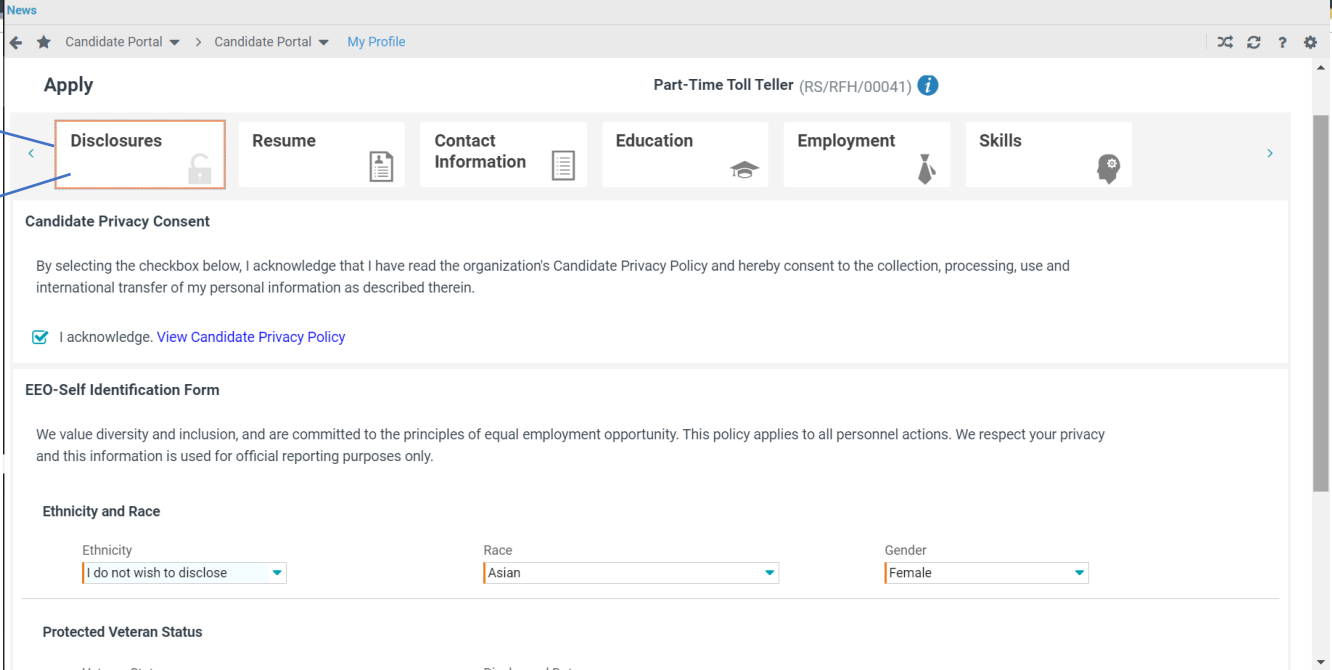 News
Candidate Portal > Candidate Portal My Profile
Apply
Part-Time Toll Teller (RS/RFH/00041)
Disclosures
Resume
Contact Information
Education
Employment
Skills
Candidate Privacy Consent
By selecting the checkbox below, I acknowledge that I have read the organization's Candidate Privacy Policy and hereby consent to the collection, processing, use and
international transfer of my personal information as described therein.
I acknowledge. View Candidate Privacy Policy
EEO-Self Identification Form
We value diversity and inclusion, and are committed to the principles of equal employment opportunity. This policy applies to all personnel actions. We respect your privacy
and this information is used for official reporting purposes only.
Ethnicity and Race
Ethnicity
Race
Gender
I do not wish to disclose
Asian
Female
Protected Veteran Status